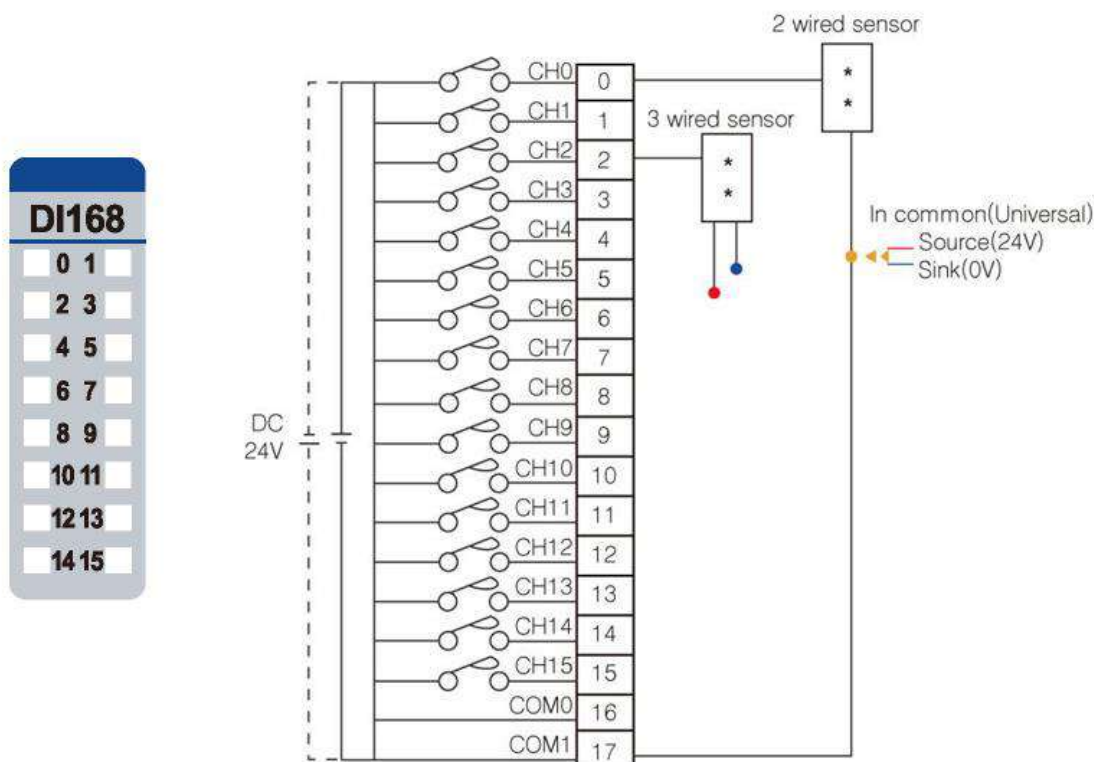 DI168
0 1
2 3
4 5
6 7
8 9
10 11
12 13
14 15
DC
24V
CH0
CH1
CH2
CH3
CH4
CH5
CH6
CH7
CH8
CH9
CH10
CH11
CH12
CH13
CH14
CH15
COM0
COM1
0
1
2
3
4
5
6
7
8
9
10
11
12
13
14
15
16
17
2 wired sensor
*
*
3 wired sensor
*
*
In common(Universal)
Source(24V)
Sink(0V)